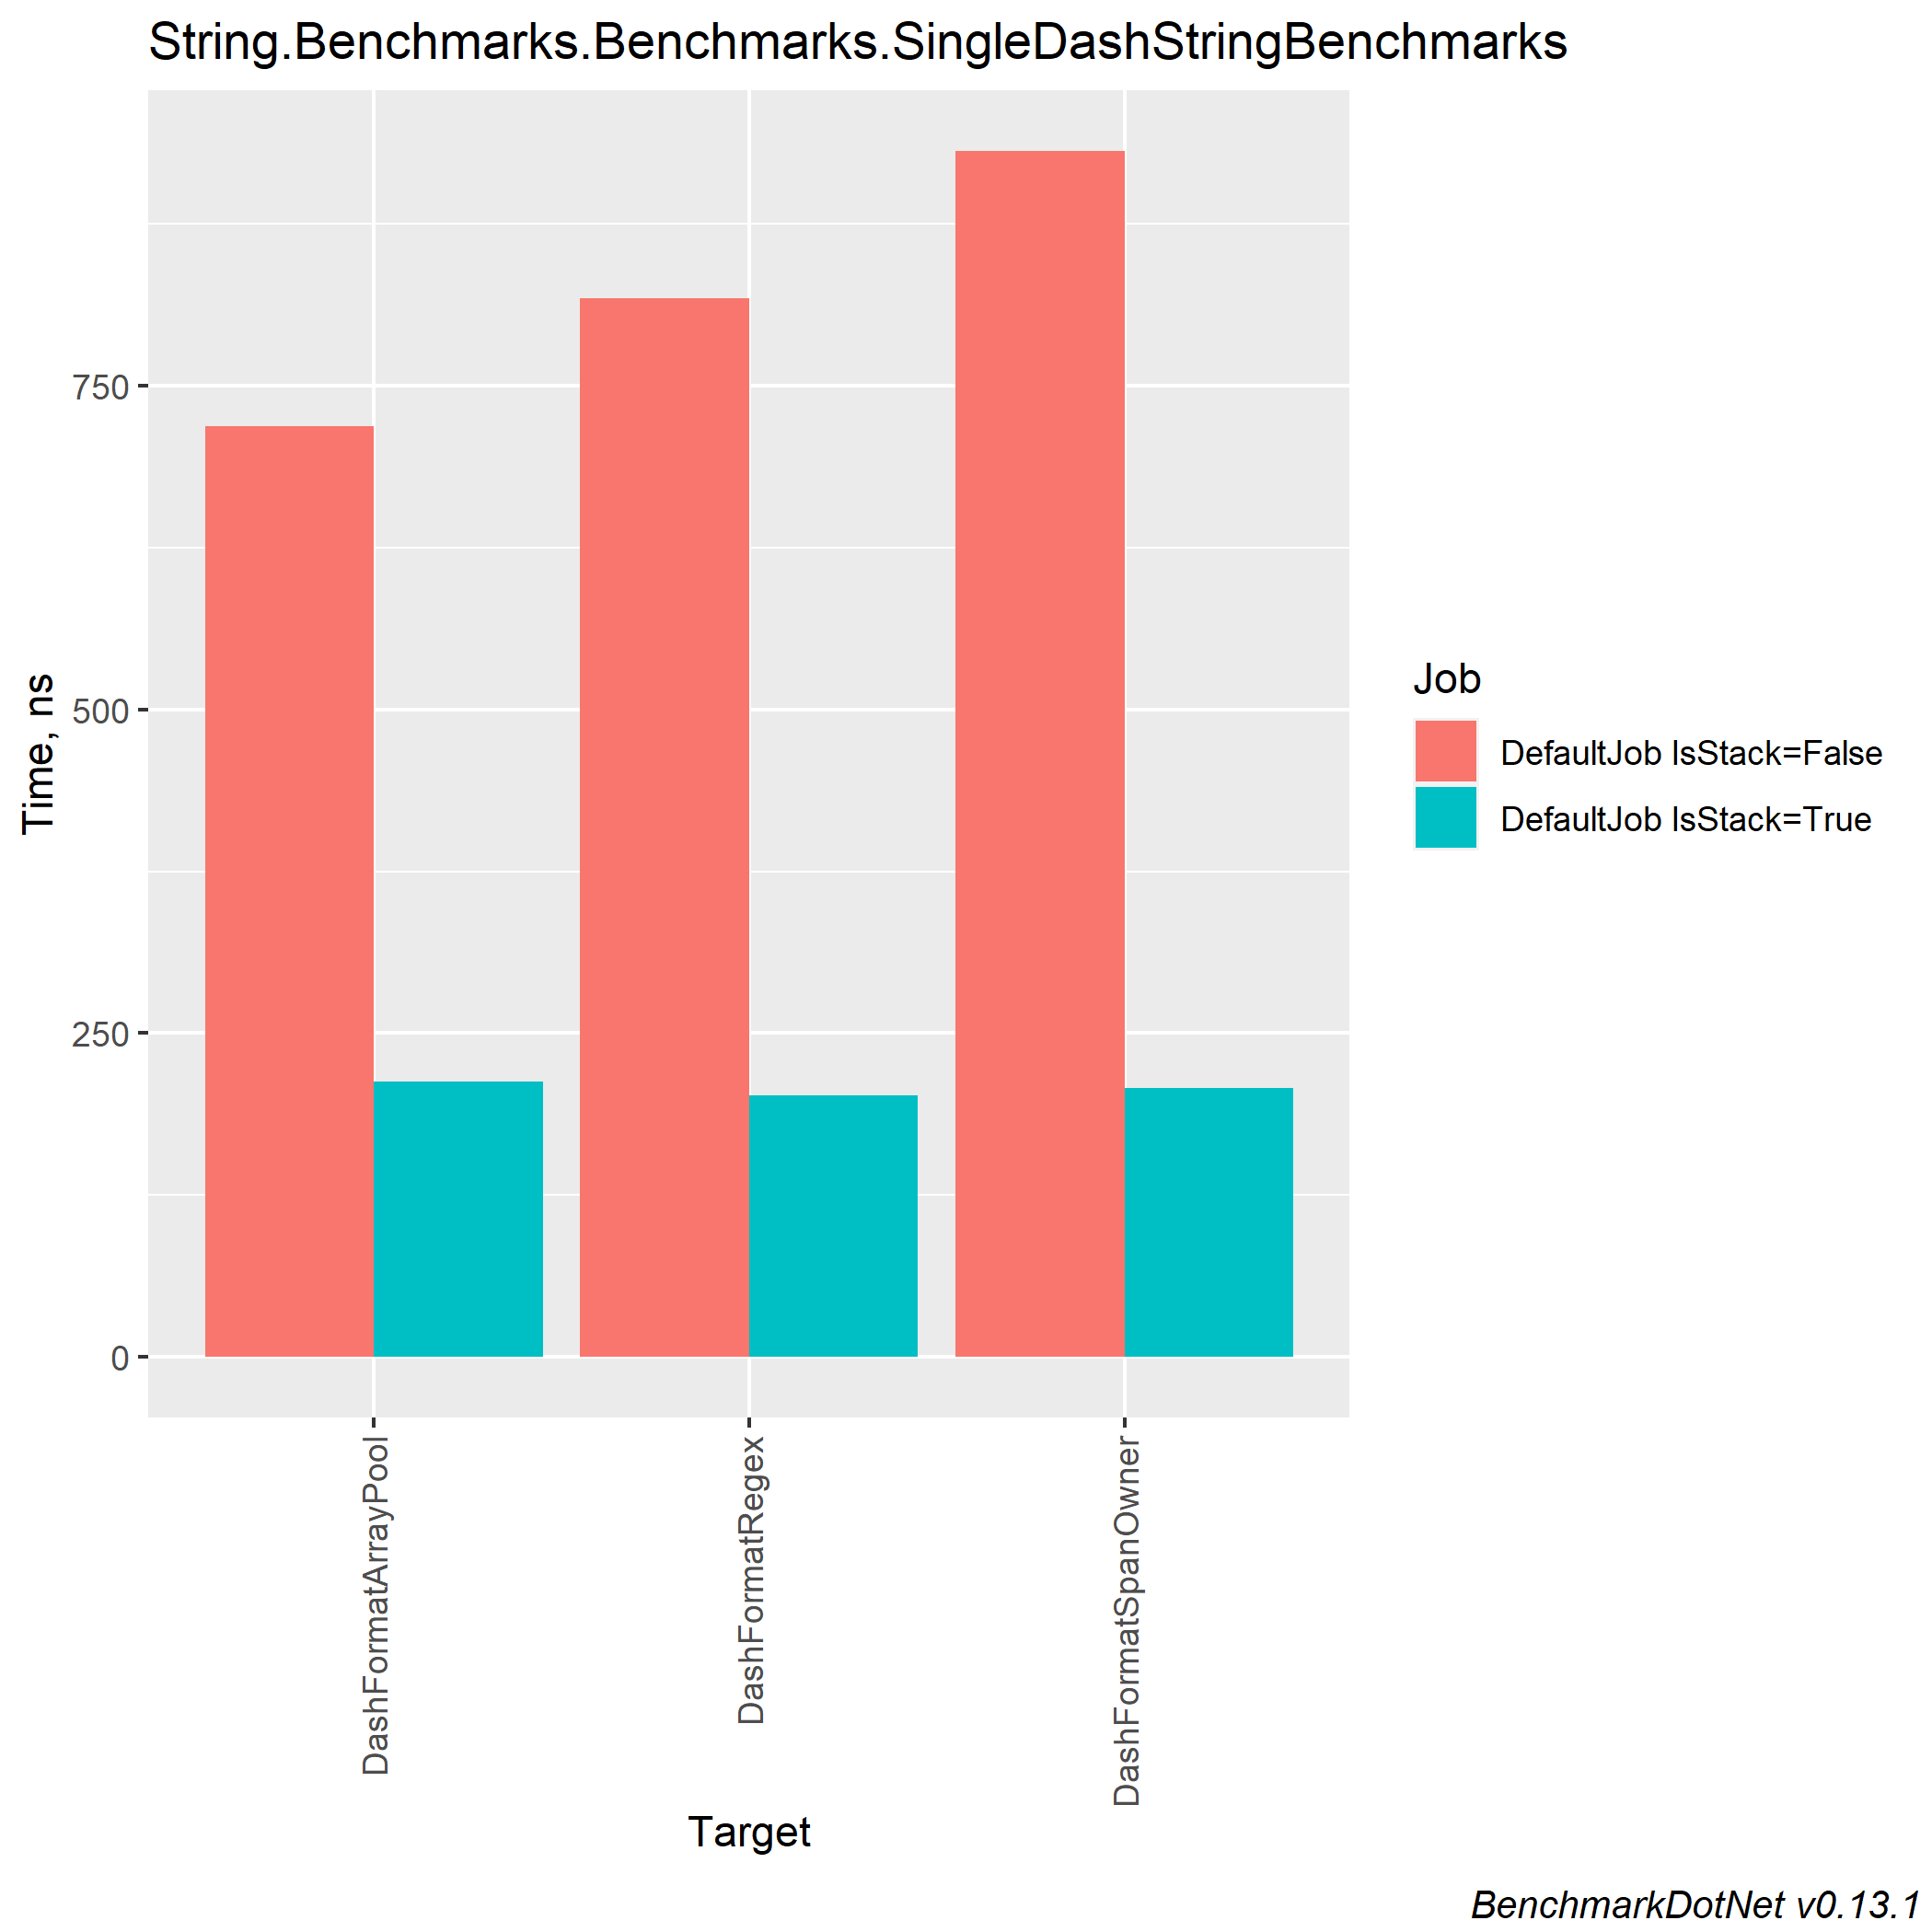 String.Benchmarks.Benchmarks.SingleDashStringBenchmarks
Time, ns
750
500
250
0
DashFormatArrayPool
DashFormatRegex
DashFormatSpanOwner
Target
Job
DefaultJob IsStack=False
DefaultJob IsStack=True
BenchmarkDotNet v0.13.1